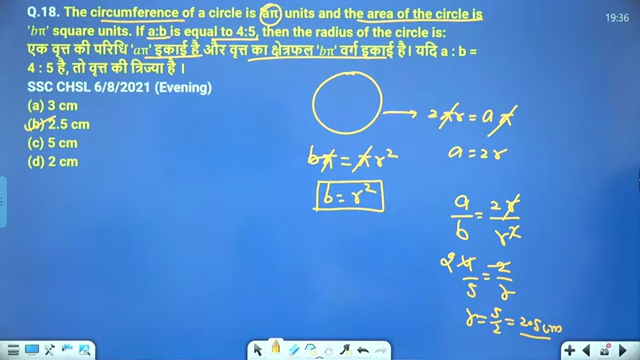 19:36
Q.18. The circumference of a circle is aπ units and the area of the circle is
'bπ' square units. If a:b is equal to 4:5, then the radius of the circle is:
एक वृत्त की परिधि 'aπ' इकाई है और वृत्त का क्षेत्रफल 'bπ' वर्ग इकाई है। यदि a : b =
4 : 5 है, तो वृत्त की त्रिज्या है ।
SSC CHSL 6/8/2021 (Evening)
(a) 3 cm
(b) 2.5 cm
(c) 5 cm
(d) 2 cm
2πr = aπ
a = 2r
bπ = πr²
b = r²
a/b = 2r/r²
2 4/5 = 2/r
r = 5/2 = 2.5 cm